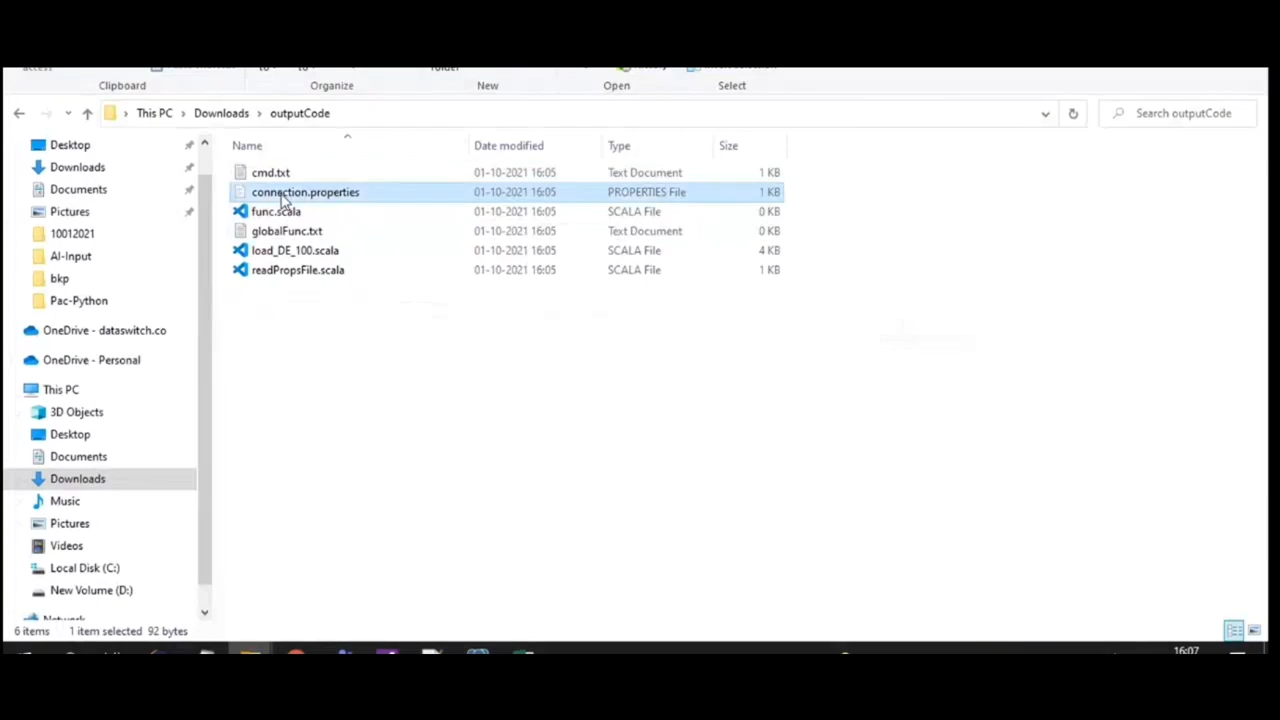 access
Clipboard Organize New Open Select
This PC Downloads outputCode Search outputCode
Desktop
Downloads
Documents
Pictures
10012021
AI-Input
bkp
Pac-Python
OneDrive - dataswitch.co
OneDrive - Personal
This PC
3D Objects
Desktop
Documents
Downloads
Music
Pictures
Videos
Local Disk (C:)
New Volume (D:)
Network
Name Date modified Type Size
cmd.txt 01-10-2021 16:05 Text Document 1 KB
connection.properties 01-10-2021 16:05 PROPERTIES File 1 KB
func.scala 01-10-2021 16:05 SCALA File 0 KB
globalFunc.txt 01-10-2021 16:05 Text Document 0 KB
load_DE_100.scala 01-10-2021 16:05 SCALA File 4 KB
readPropsFile.scala 01-10-2021 16:05 SCALA File 1 KB
6 items 1 item selected 92 bytes
16:07